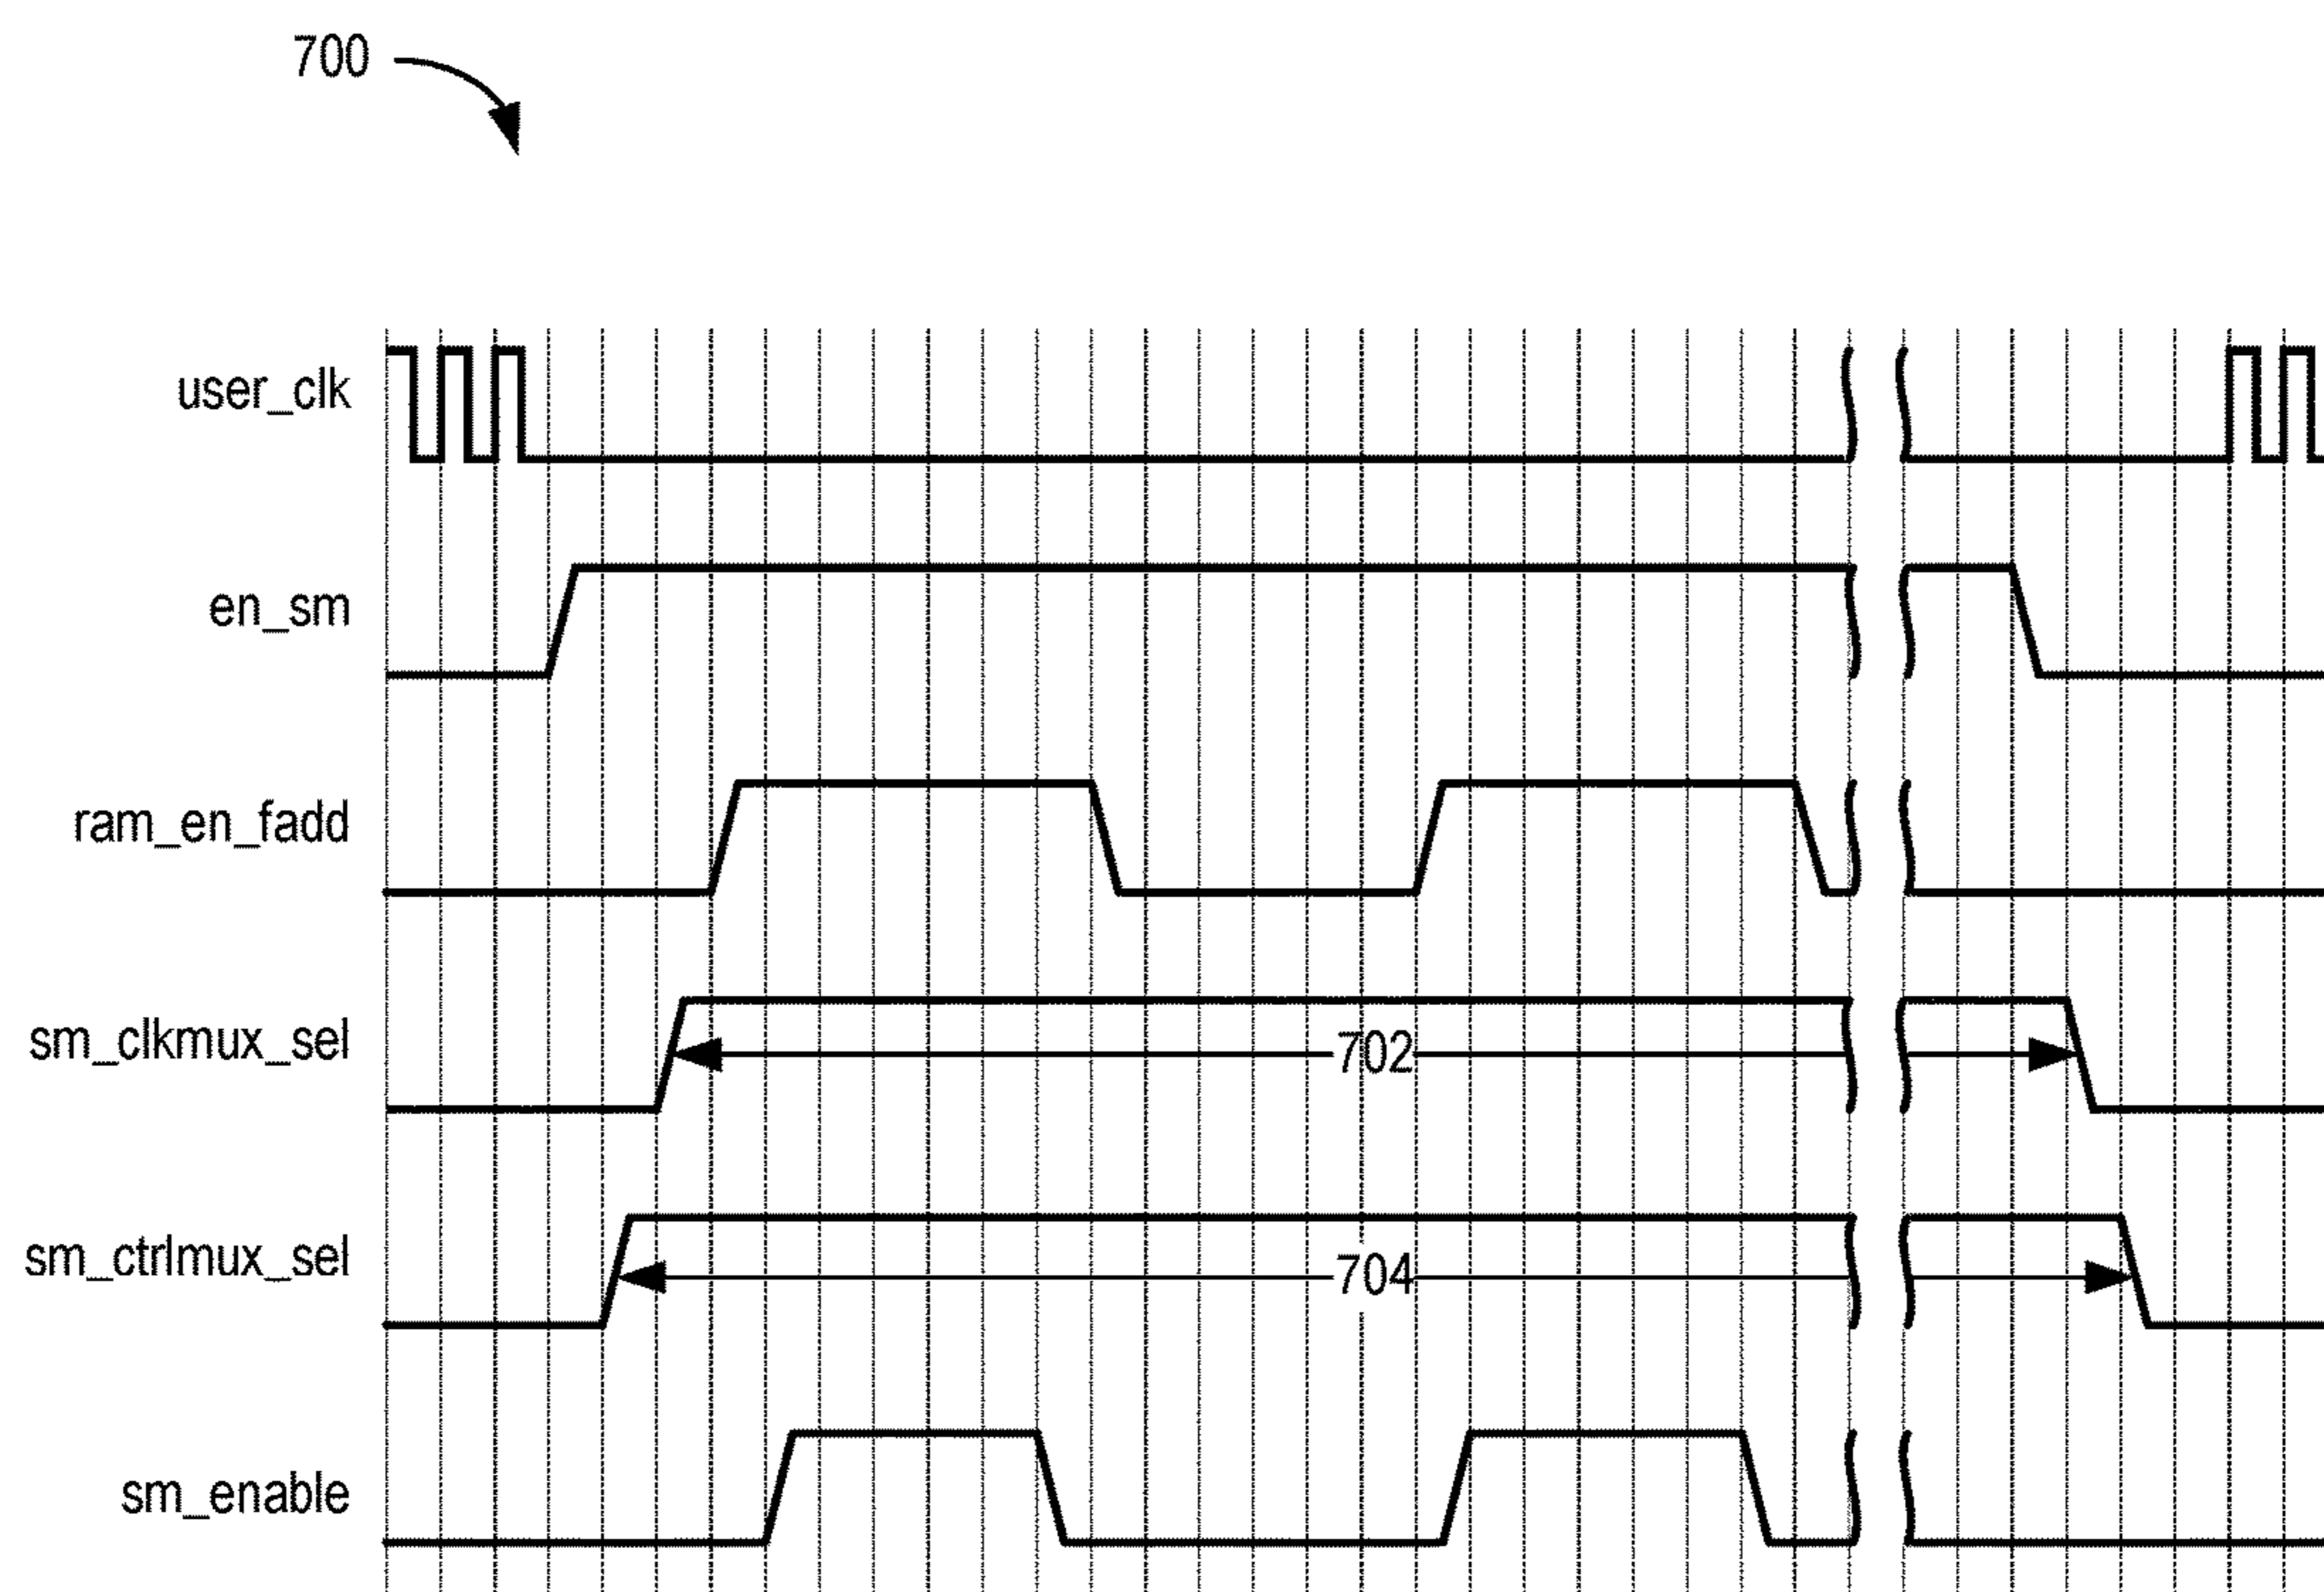 700
user_clk
en_sm
ram_en_fadd
sm_clkmux_sel
702
sm_ctrlmux_sel
704
sm_enable